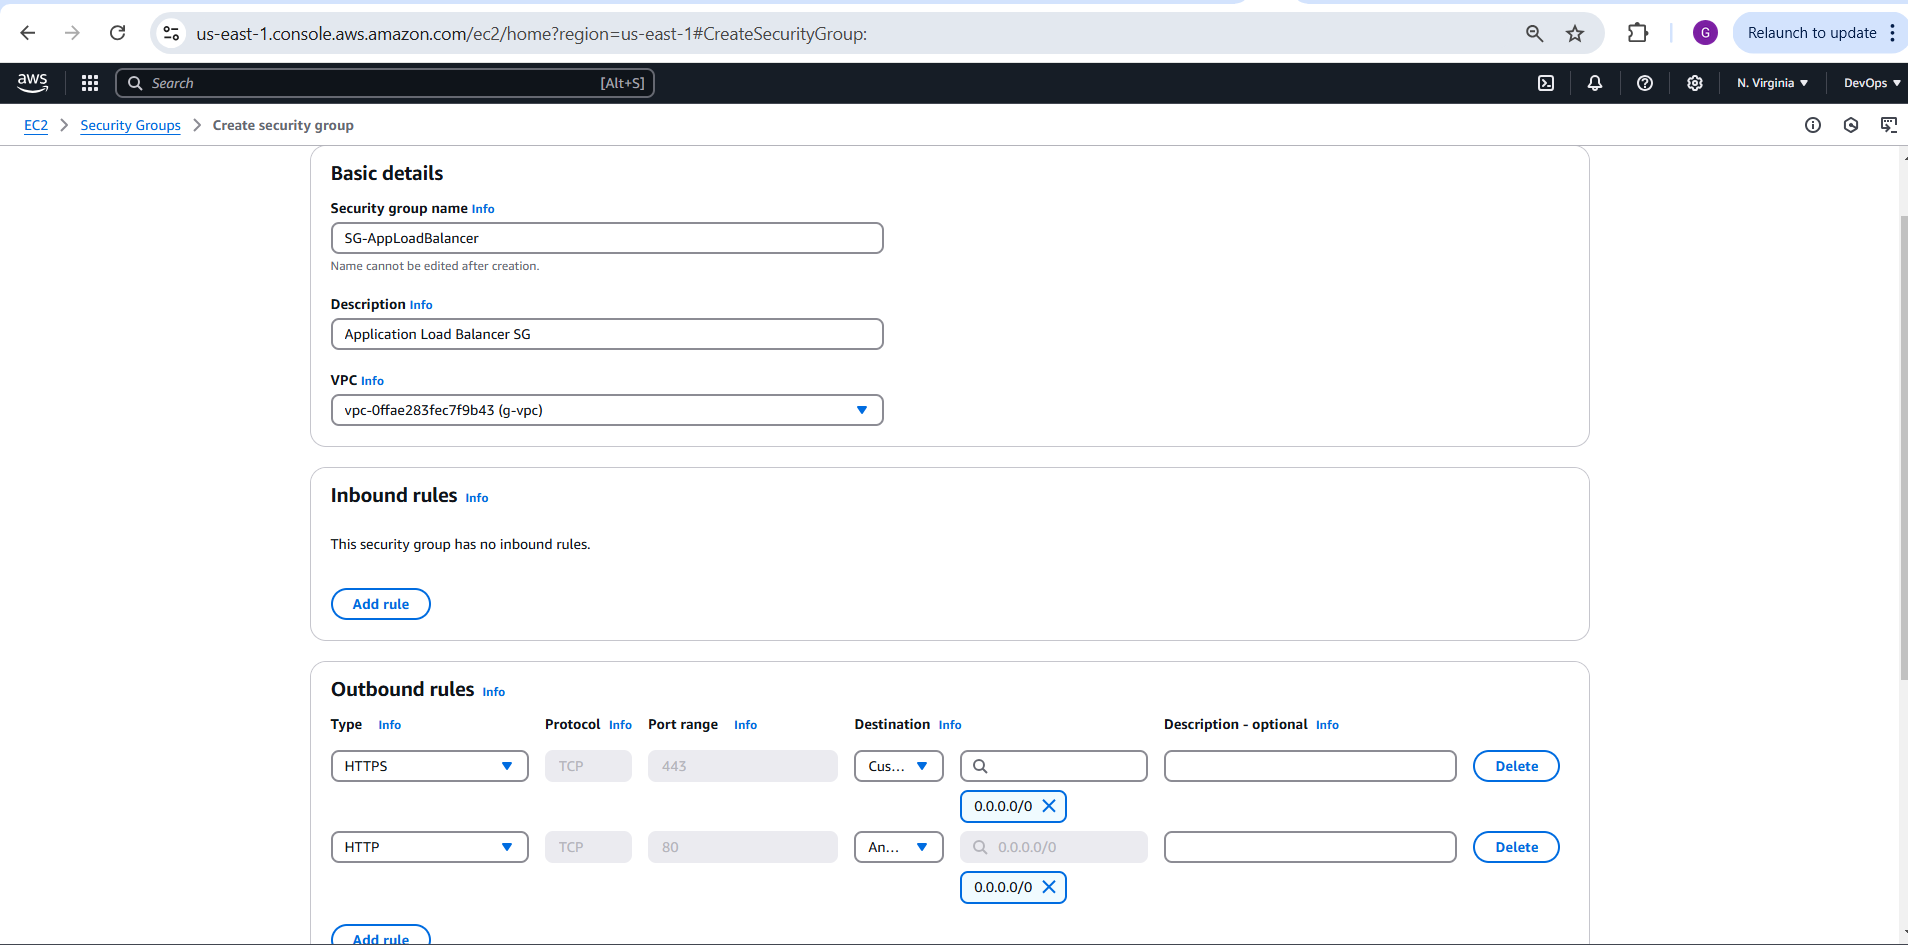 us-east-1.console.aws.amazon.com/ec2/home?region=us-east-1#CreateSecurityGroup:
G
Relaunch to update
aws
Search
[Alt+S]
N. Virginia
DevOps
EC2 > Security Groups > Create security group
Basic details
Security group name Info
SG-AppLoadBalancer
Name cannot be edited after creation.
Description Info
Application Load Balancer SG
VPC Info
vpc-0ffae283fec7f9b43 (g-vpc)
Inbound rules Info
This security group has no inbound rules.
Add rule
Outbound rules Info
Type Info Protocol Info Port range Info Destination Info Description - optional Info
HTTPS TCP 443 Cus... Delete
0.0.0.0/0
HTTP TCP 80 An... 0.0.0.0/0 Delete
0.0.0.0/0
Add rule